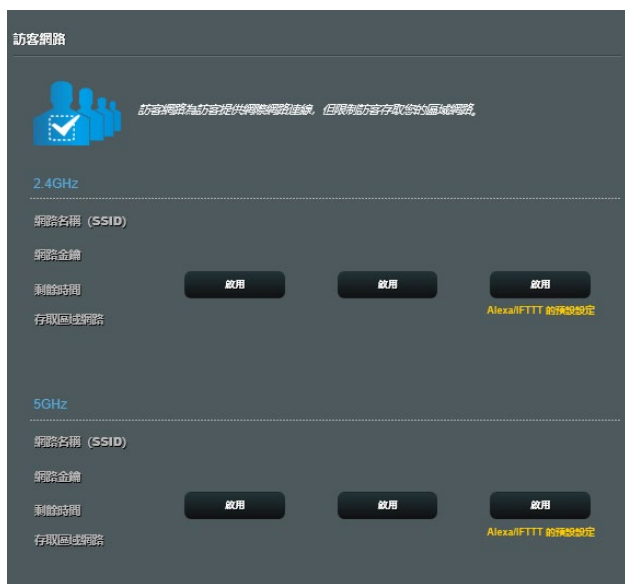 訪客網路
訪客網路為訪客提供網際網路連線，但限制訪客存取您的區域網路。
2.4GHz
網路名稱 (SSID)
網路金鑰
剩餘時間
啟用 啟用 啟用
Alexa/IFTTT 的預設設定
存取區域網路
5GHz
網路名稱 (SSID)
網路金鑰
剩餘時間
啟用 啟用 啟用
Alexa/IFTTT 的預設設定
存取區域網路